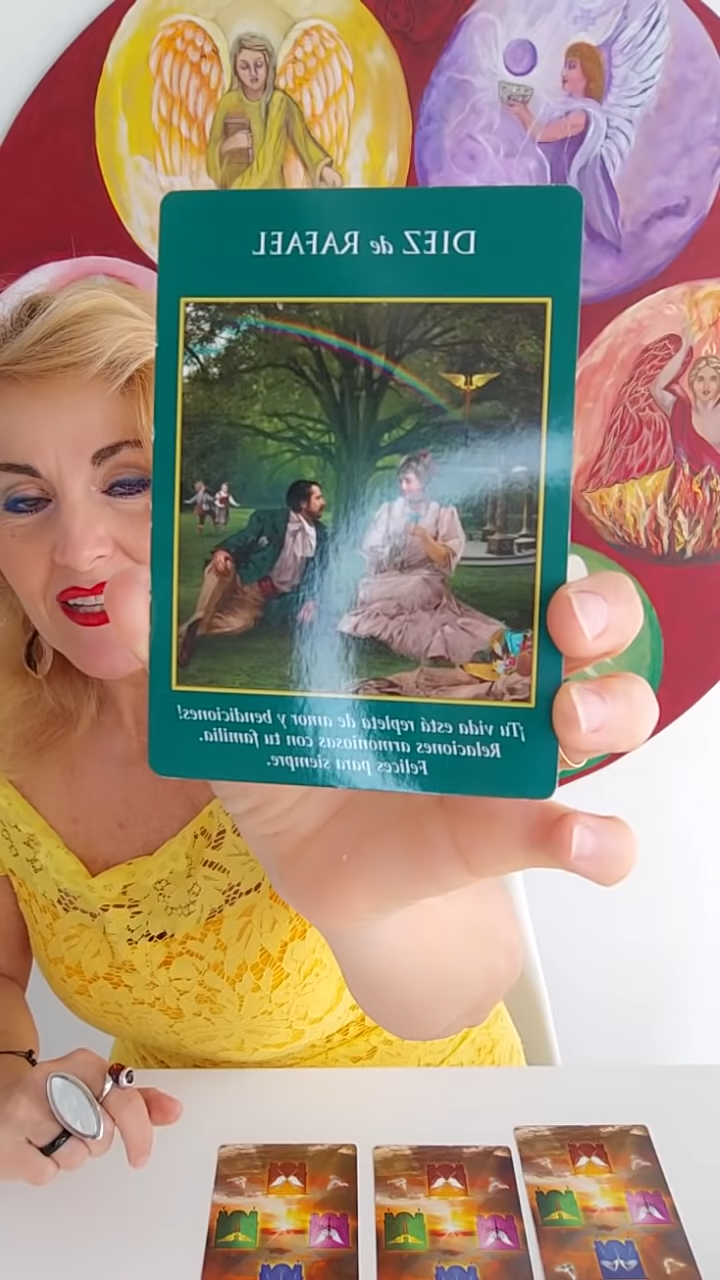 DIEZ de RAFAEL
¡Tu vida está repleta de amor y bendiciones!
Relaciones armoniosas con tu familia.
Felices para siempre.